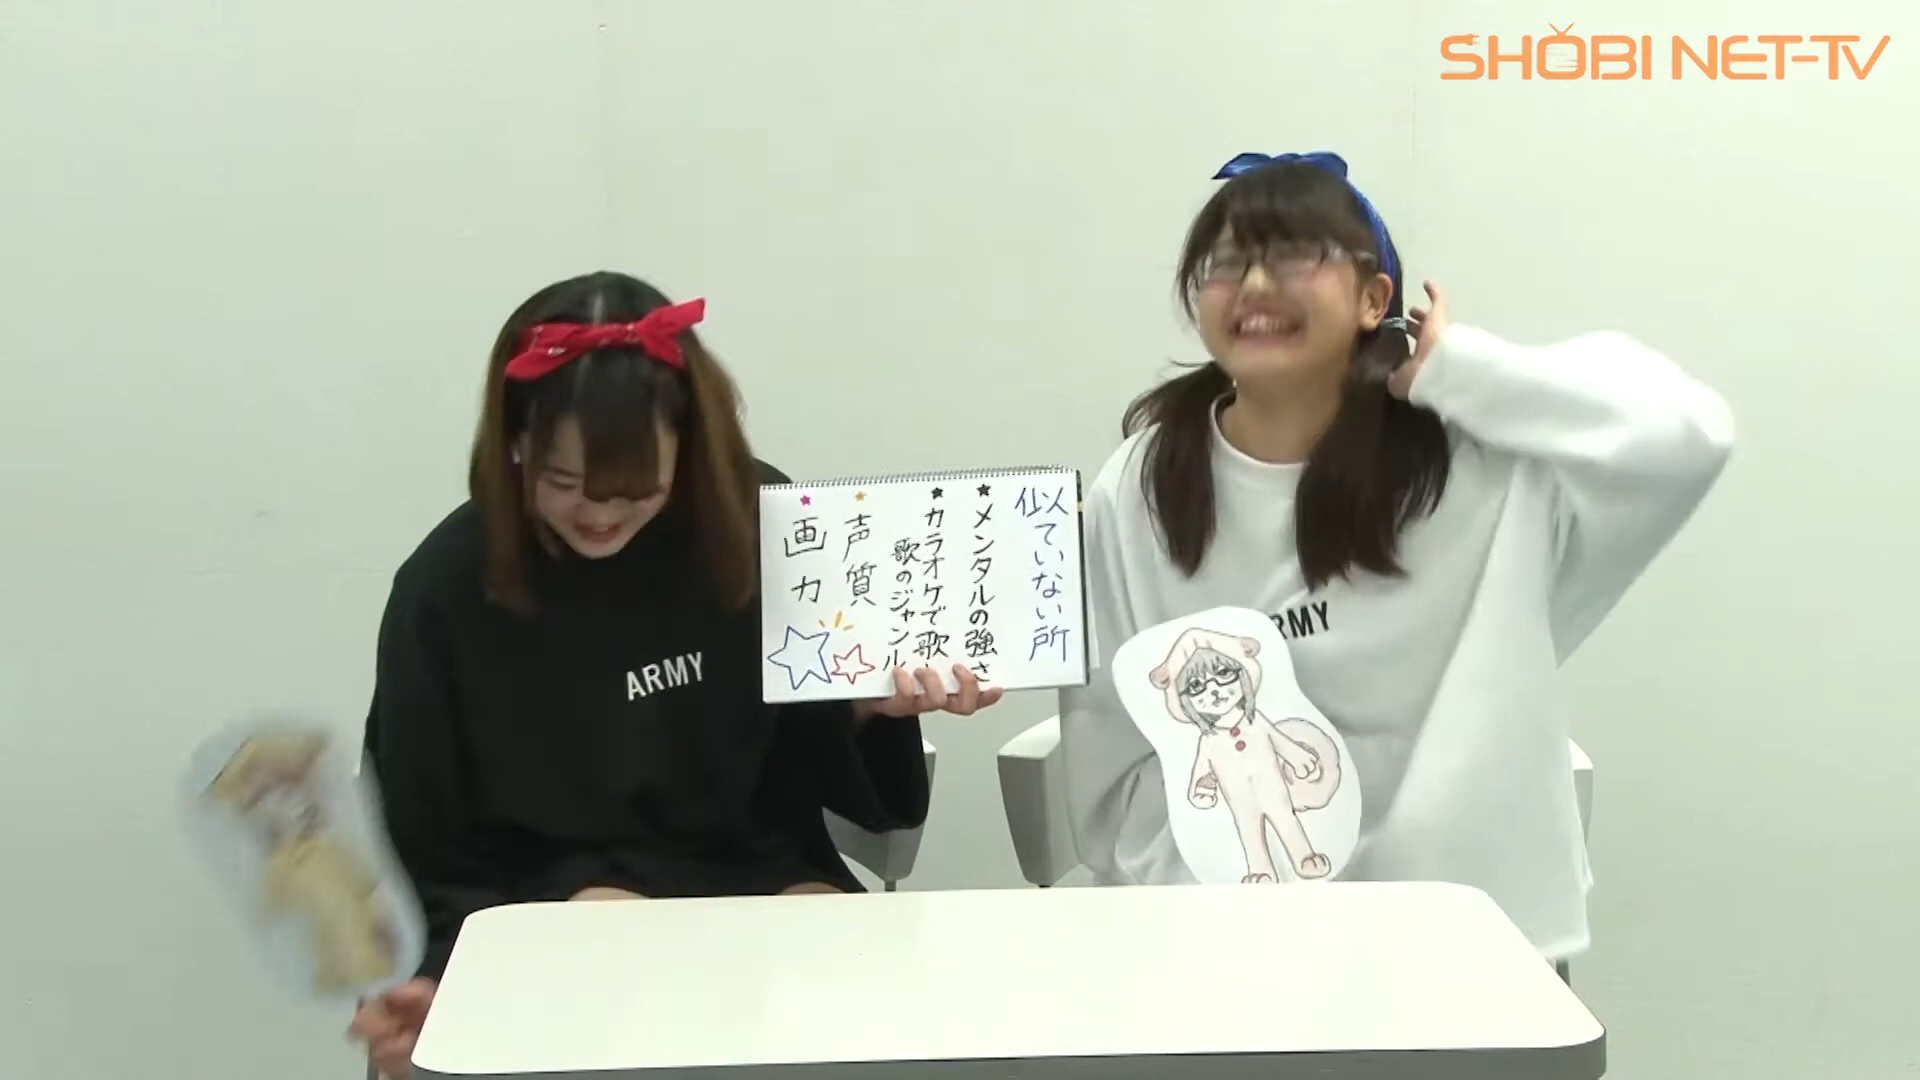 SHOBI NET-TV
似ていない所
★メンタルの強さ
★カラオケで歌
歌のジャンル
★声質
★画力
ARMY
RMY